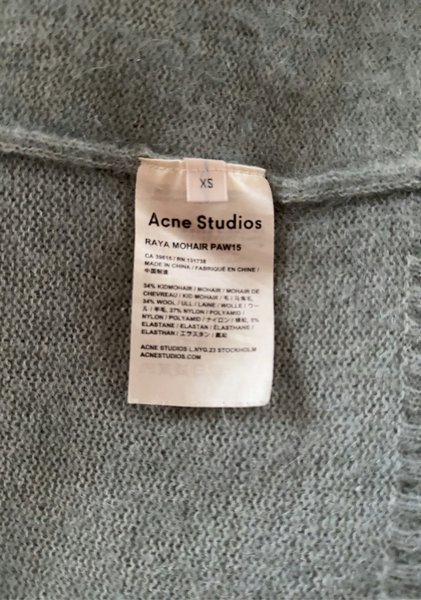 XS
Acne Studios
RAYA MOHAIR PAW15
CA 39615 / RN 131738
MADE IN CHINA / FABRIQUÉ EN CHINE /
中国制造
34% KIDMOHAIR / MOHAIR / MOHAIR DE
CHEVREAU / KID MOHAIR / 毛 / 马海毛,
34% WOOL / ULL / LAINE / WOLLE / ウー
ル / 羊毛, 27% NYLON / POLYAMID /
NYLON / POLYAMID / ナイロン / 锦纶, 5%
ELASTANE / ELASTAN / ÉLASTHANE /
ELASTHAN / エラスタン / 氨纶
ACNE STUDIOS L.NYG.23 STOCKHOLM
ACNESTUDIOS.COM